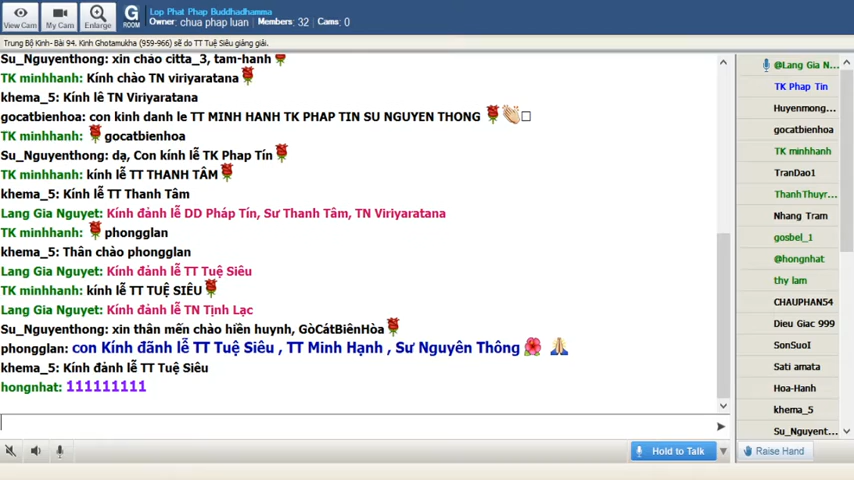 Lop Phat Phap Buddhadhamma
Owner: chua phap luan / Members: 32 / Cams: 0
View Cam
My Cam
Enlarge
G
ROOM
Trung Bộ Kinh- Bài 94. Kinh Ghotamukha (959-966) sẽ do TT Tuệ Siêu giảng giải.
Su_Nguyenthong: xin chào citta_3, tam-hanh
TK minhhanh: Kính chào TN viriyaratana
khema_5: Kính lê TN Viriyaratana
gocatbienhoa: con kinh danh le TT MINH HANH TK PHAP TIN SU NGUYEN THONG
TK minhhanh: gocatbienhoa
Su_Nguyenthong: dạ, Con kính lễ TK Phap Tín
TK minhhanh: kính lễ TT THANH TÂM
khema_5: Kính lễ TT Thanh Tâm
Lang Gia Nguyet: Kính đảnh lễ DD Pháp Tín, Sư Thanh Tâm, TN Viriyaratana
TK minhhanh: phongglan
khema_5: Thân chào phongglan
Lang Gia Nguyet: Kính đảnh lễ TT Tuệ Siêu
TK minhhanh: kính lễ TT TUỆ SIÊU
Lang Gia Nguyet: Kính đảnh lễ TN Tịnh Lạc
Su_Nguyenthong: xin thân mến chào hiền huynh, GòCátBiênHòa
phongglan: con Kính đãnh lễ TT Tuệ Siêu , TT Minh Hạnh , Sư Nguyên Thông
khema_5: Kính đảnh lễ TT Tuệ Siêu
hongnhat: 111111111
Hold to Talk
@Lang Gia N...
TK Phap Tin
Huyenmong...
gocatbienhoa
TK minhhanh
TranDao1
ThanhThuyr...
Nhang Tram
gosbel_1
@hongnhat
thy lam
CHAUPHAN54
Dieu Giac 999
SonSuoI
Sati amata
Hoa-Hanh
khema_5
Su_Nguyent...
Raise Hand